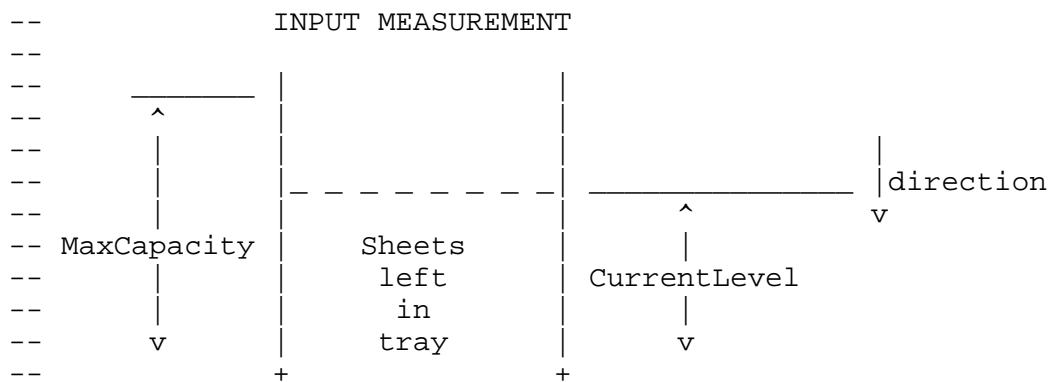 --               INPUT MEASUREMENT
--
--      _______  |                |
--       ^       |                |
--       |       |                |                 |
--       |       |_ _ _ _ _ _ _ _ | _______________ |direction
--       |       |                |      ^          v
-- MaxCapacity   |     Sheets     |      |
--       |       |      left      | CurrentLevel
--       |       |       in       |      |
--       v       |      tray      |      v
--               +                +